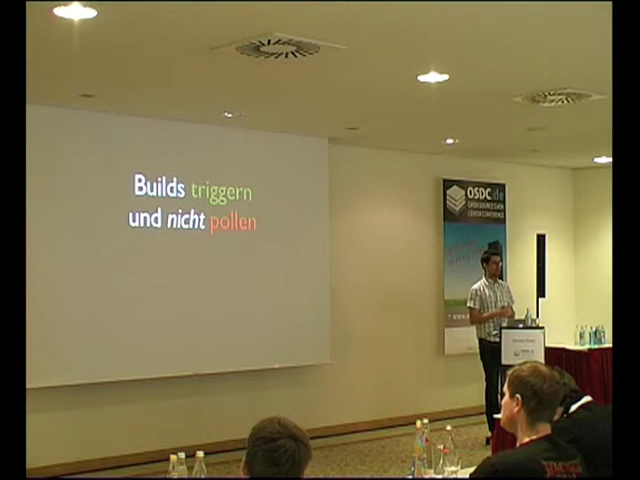 Builds triggern
und nicht pollen
OSDC.de
OPEN SOURCE DATA
CENTER CONFERENCE